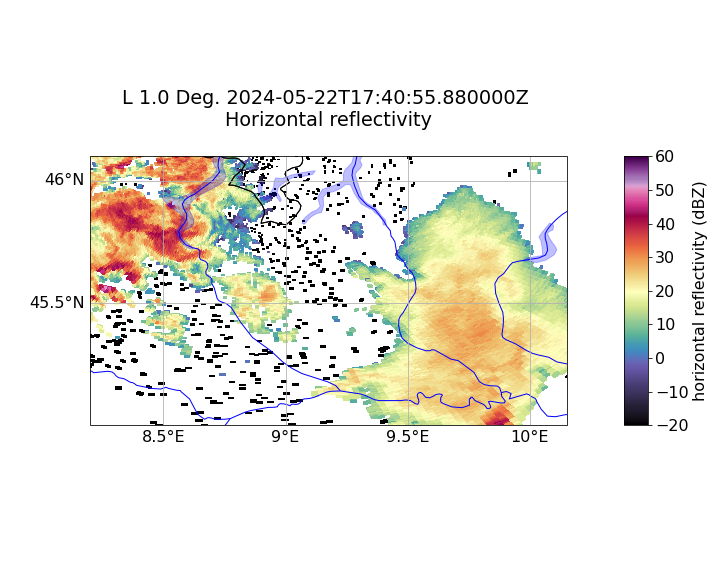 L 1.0 Deg. 2024-05-22T17:40:55.880000Z
Horizontal reflectivity
46°N
45.5°N
8.5°E
9°E
9.5°E
10°E
60
50
40
30
20
10
0
−10
−20
horizontal reflectivity (dBZ)